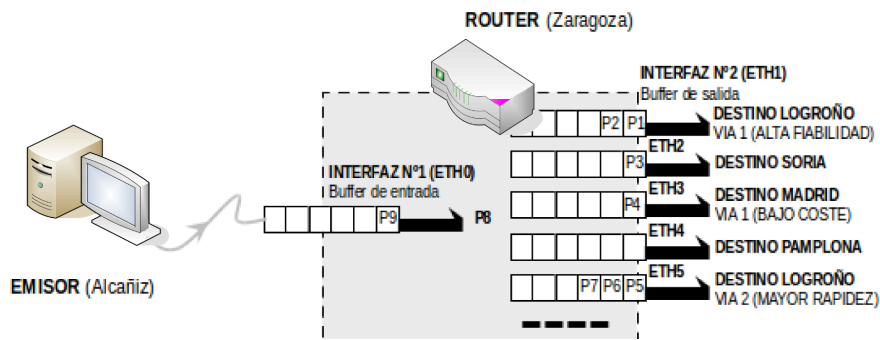 ROUTER (Zaragoza)
INTERFAZ Nº2 (ETH1)
Buffer de salida
P2 P1
DESTINO LOGROÑO
VIA 1 (ALTA FIABILIDAD)
ETH2
P3
DESTINO SORIA
INTERFAZ Nº1 (ETH0)
Buffer de entrada
ETH3
P4
DESTINO MADRID
VIA 1 (BAJO COSTE)
P9
P8
ETH4
DESTINO PAMPLONA
ETH5
P7 P6 P5
DESTINO LOGROÑO
VIA 2 (MAYOR RAPIDEZ)
EMISOR (Alcañiz)